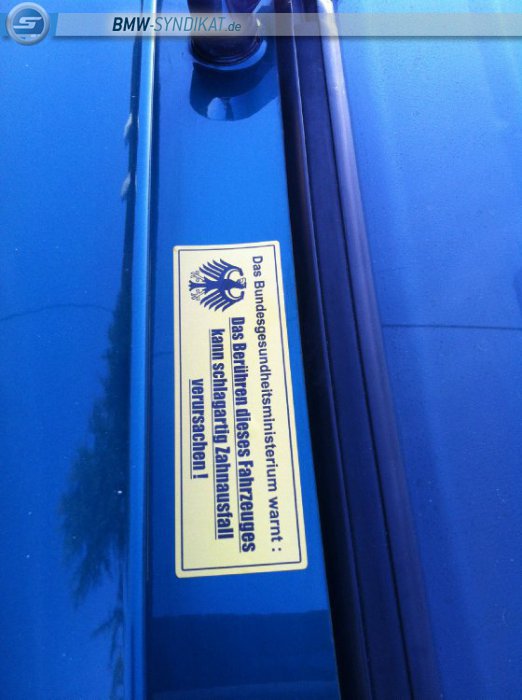 BMW-SYNDIKAT.de
Das Bundesgesundheitsministerium warnt :
Das Berühren dieses Fahrzeuges
kann schlagartig Zahnausfall
verursachen !